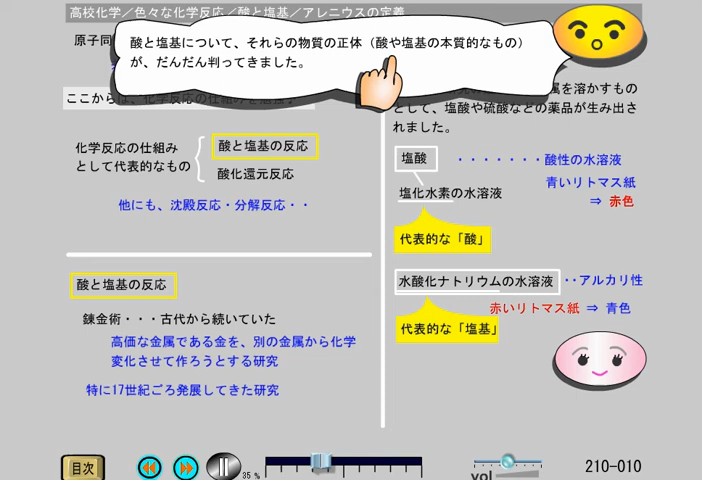 高校化学／色々な化学反応／酸と塩基／アレニウスの定義
酸と塩基について、それらの物質の正体（酸や塩基の本質的なもの）
が、だんだん判ってきました。
原子同
ここからは、化学反応の仕組みを
化学反応の仕組み
として代表的なもの
酸と塩基の反応
酸化還元反応
他にも、沈殿反応・分解反応・・
酸と塩基の反応
錬金術・・・古代から続いていた
高価な金属である金を、別の金属から化学
変化させて作ろうとする研究
特に17世紀ごろ発展してきた研究
属を溶かすもの
として、塩酸や硫酸などの薬品が生み出さ
れました。
塩酸 ・・・・・・・酸性の水溶液
青いリトマス紙
⇒ 赤色
塩化水素の水溶液
代表的な「酸」
水酸化ナトリウムの水溶液 ・・アルカリ性
赤いリトマス紙 ⇒ 青色
代表的な「塩基」
目次
35 %
vol
210-010